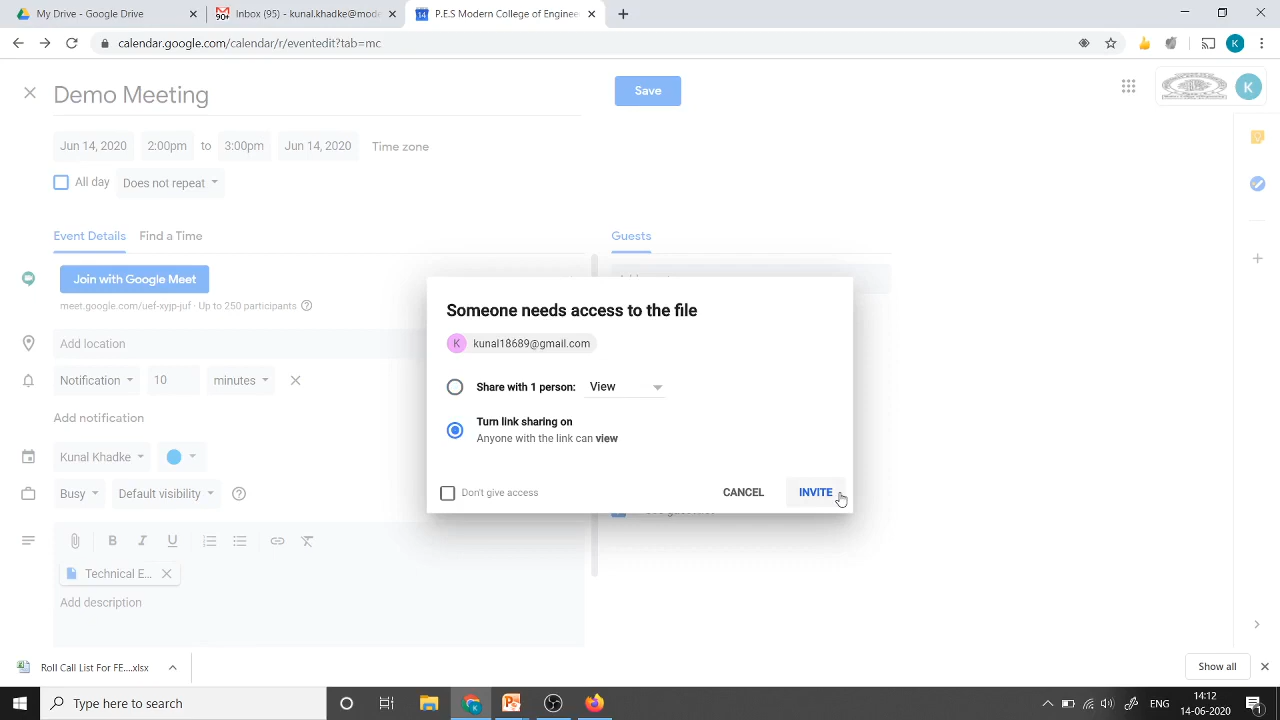 My Drive - Google Drive
Inbox (95) - kunal.khadke@mode
14 P.E.S Modern College of Enginee
calendar.google.com/calendar/r/eventedit?tab=mc
K
Demo Meeting
Save
K
Jun 14, 2020 2:00pm to 3:00pm Jun 14, 2020 Time zone
All day Does not repeat
Event Details Find a Time
Guests
Join with Google Meet
meet.google.com/uef-xypp-juf · Up to 250 participants
Add location
Notification 10 minutes
Add notification
Kunal Khadke
Busy Default visibility
Technical E...
Add description
Someone needs access to the file
K kunal18689@gmail.com
Share with 1 person: View
Turn link sharing on
Anyone with the link can view
Don't give access CANCEL INVITE
Roll Call List For FE....xlsx
Show all
Type here to search
ENG
14:12
14-06-2020
1